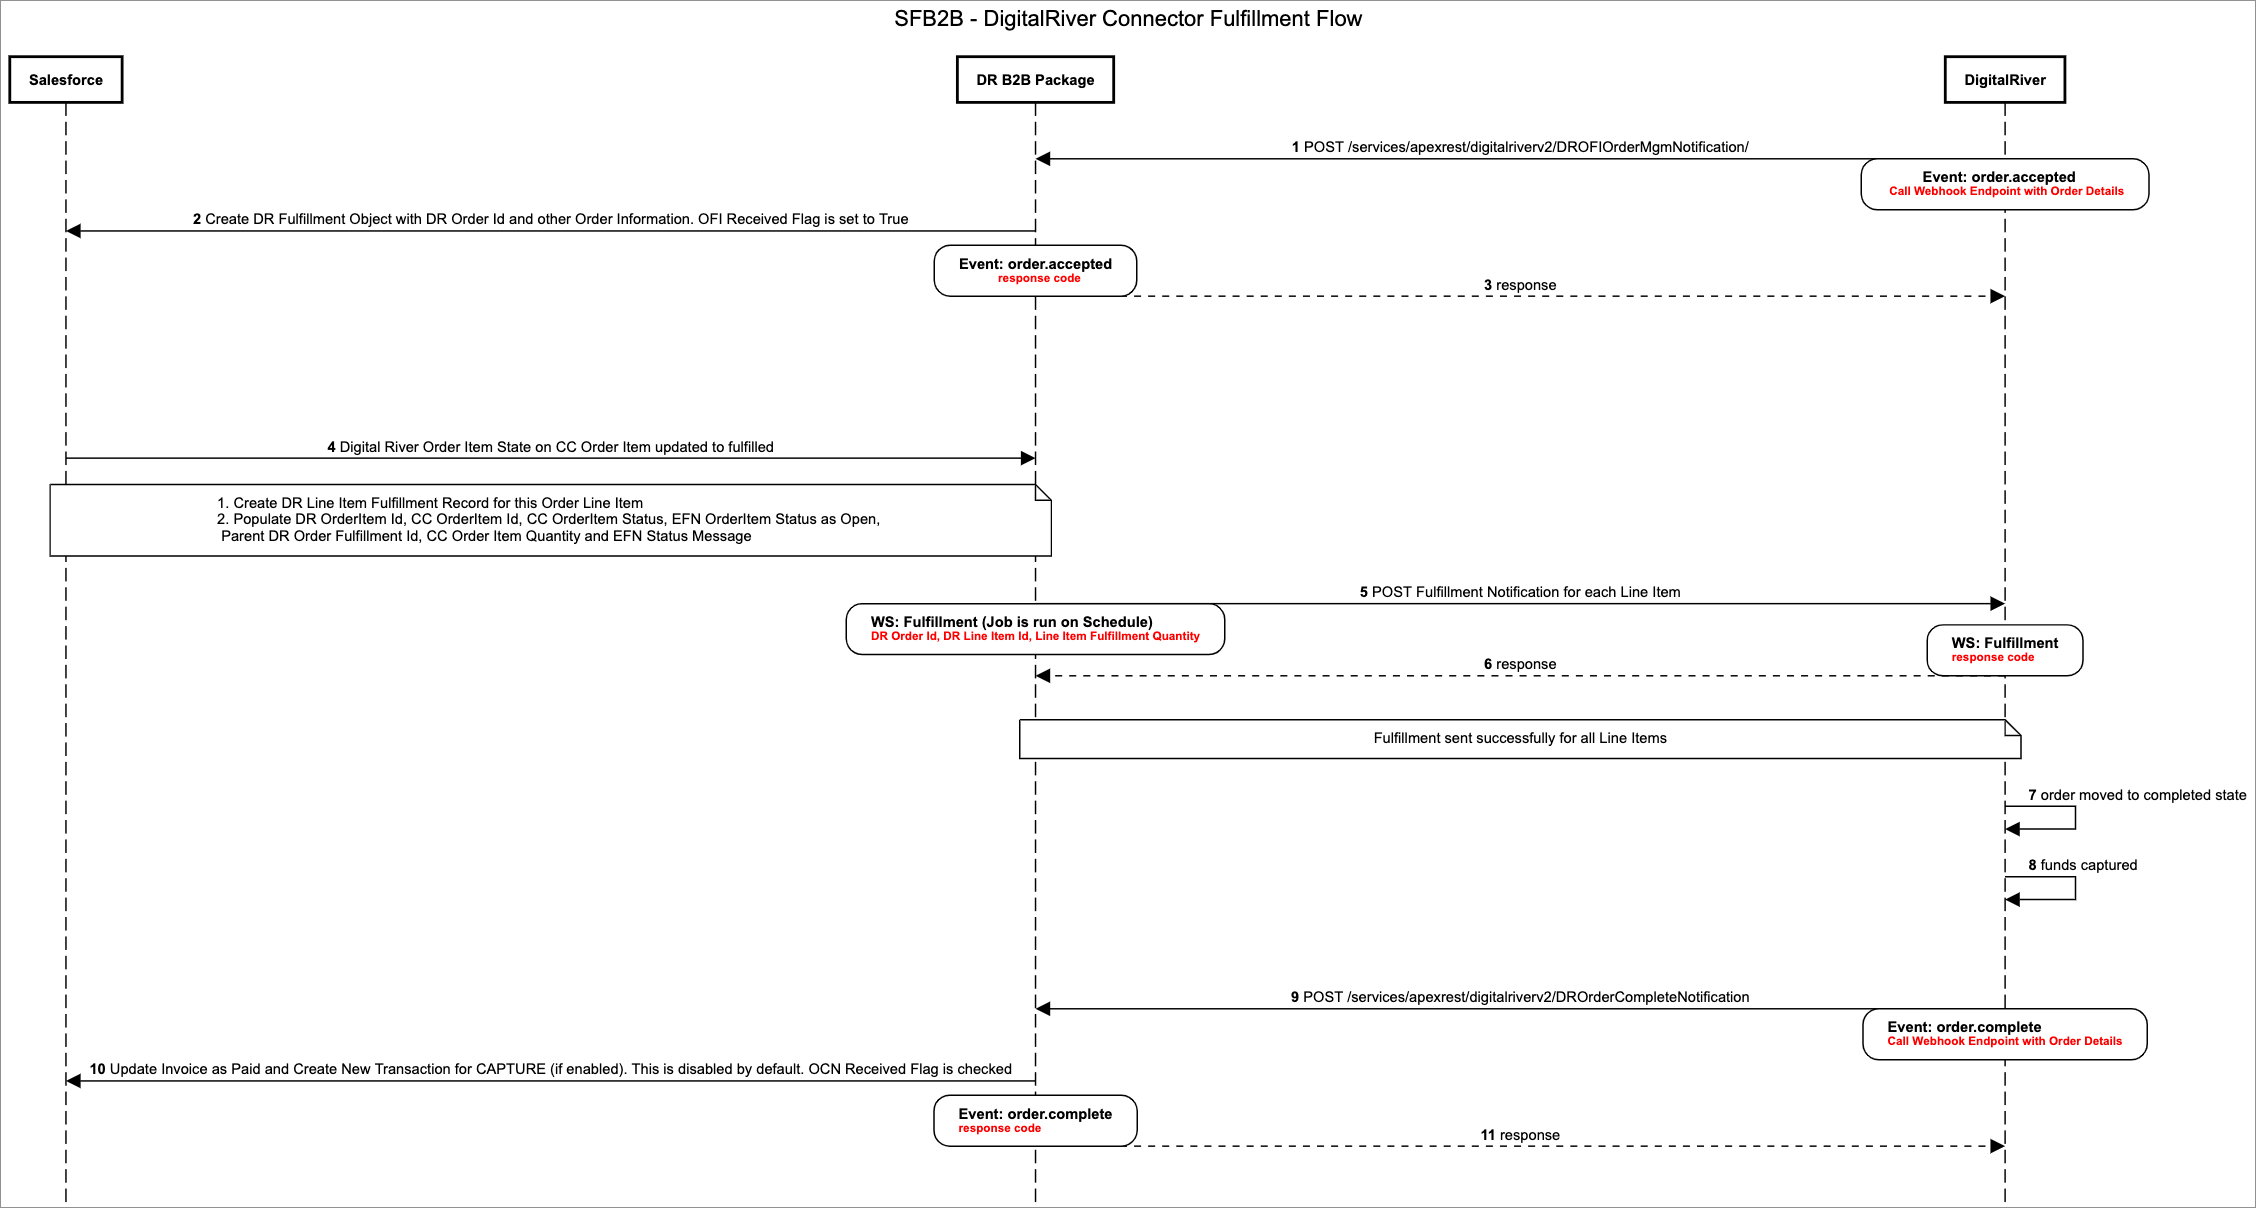 SFB2B - DigitalRiver Connector Fulfillment Flow
Salesforce
DR B2B Package
DigitalRiver
1 POST /services/apexrest/digitalriverv2/DROFIOrderMgmNotification/
Event: order.accepted
Call Webhook Endpoint with Order Details
2 Create DR Fulfillment Object with DR Order Id and other Order Information. OFI Received Flag is set to True
Event: order.accepted
response code
3 response
4 Digital River Order Item State on CC Order Item updated to fulfilled
1. Create DR Line Item Fulfillment Record for this Order Line Item
2. Populate DR OrderItem Id, CC OrderItem Id, CC OrderItem Status, EFN OrderItem Status as Open,
Parent DR Order Fulfillment Id, CC Order Item Quantity and EFN Status Message
5 POST Fulfillment Notification for each Line Item
WS: Fulfillment (Job is run on Schedule)
DR Order Id, DR Line Item Id, Line Item Fulfillment Quantity
WS: Fulfillment
response code
6 response
Fulfillment sent successfully for all Line Items
7 order moved to completed state
8 funds captured
9 POST /services/apexrest/digitalriverv2/DROrderCompleteNotification
Event: order.complete
Call Webhook Endpoint with Order Details
10 Update Invoice as Paid and Create New Transaction for CAPTURE (if enabled). This is disabled by default. OCN Received Flag is checked
Event: order.complete
response code
11 response